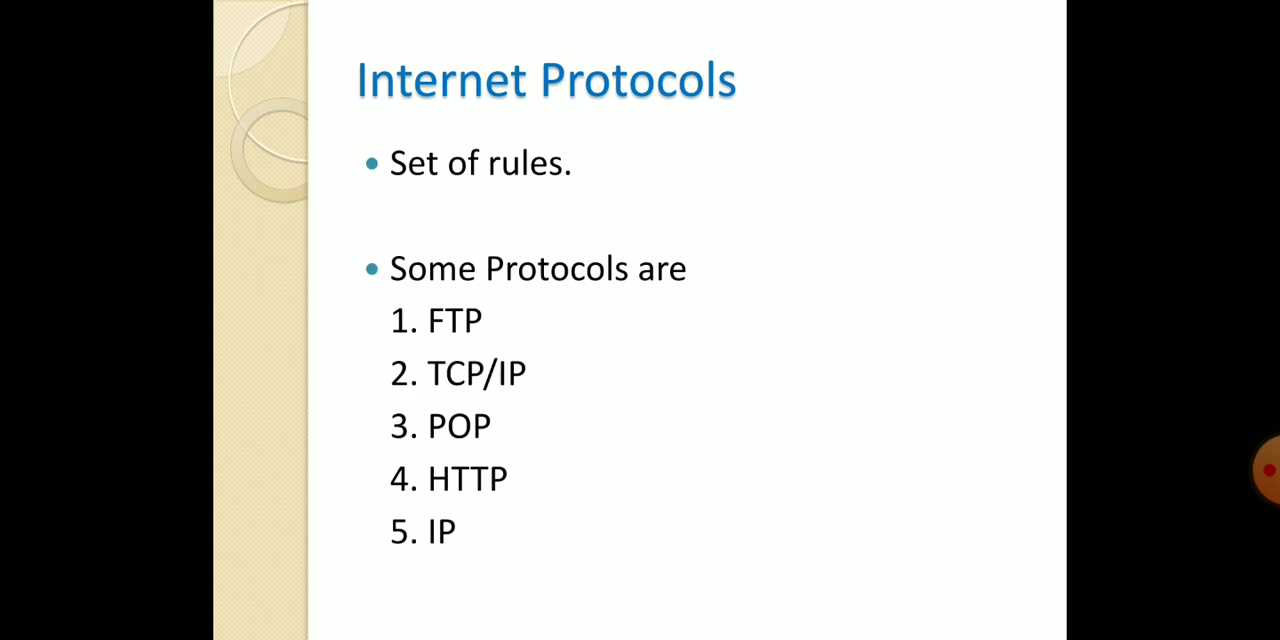 Internet Protocols
• Set of rules.
• Some Protocols are
1. FTP
2. TCP/IP
3. POP
4. HTTP
5. IP